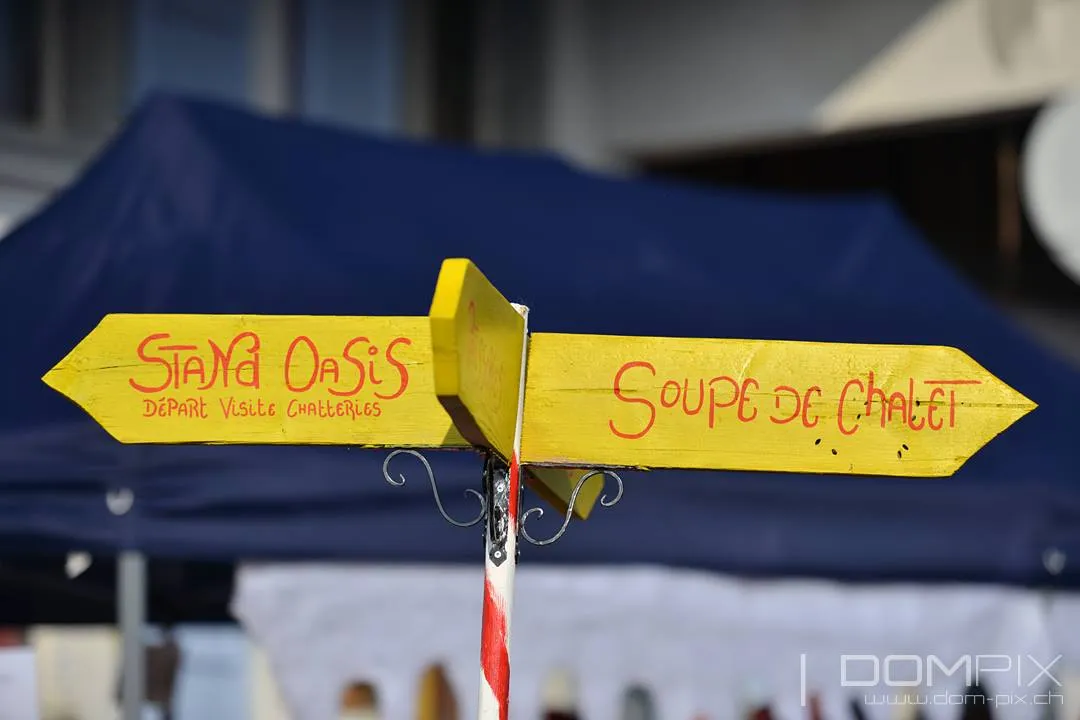 Stand Oasis
Départ Visite Chatteries
Soupe de Chalet
| DOMPIX
www.dom-pix.ch